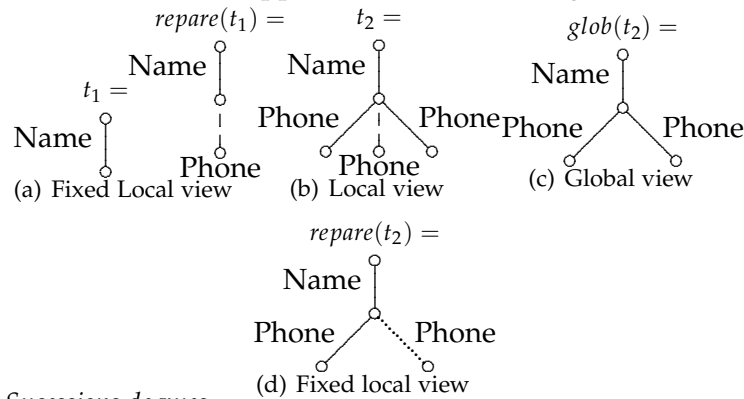 repare(t1) =
t2 =
glob(t2) =
Name
Name
Name
t1 =
Name
Phone
Phone
Phone
Phone
Phone
Phone
(a) Fixed Local view
(b) Local view
(c) Global view
repare(t2) =
Name
Phone
Phone
(d) Fixed local view